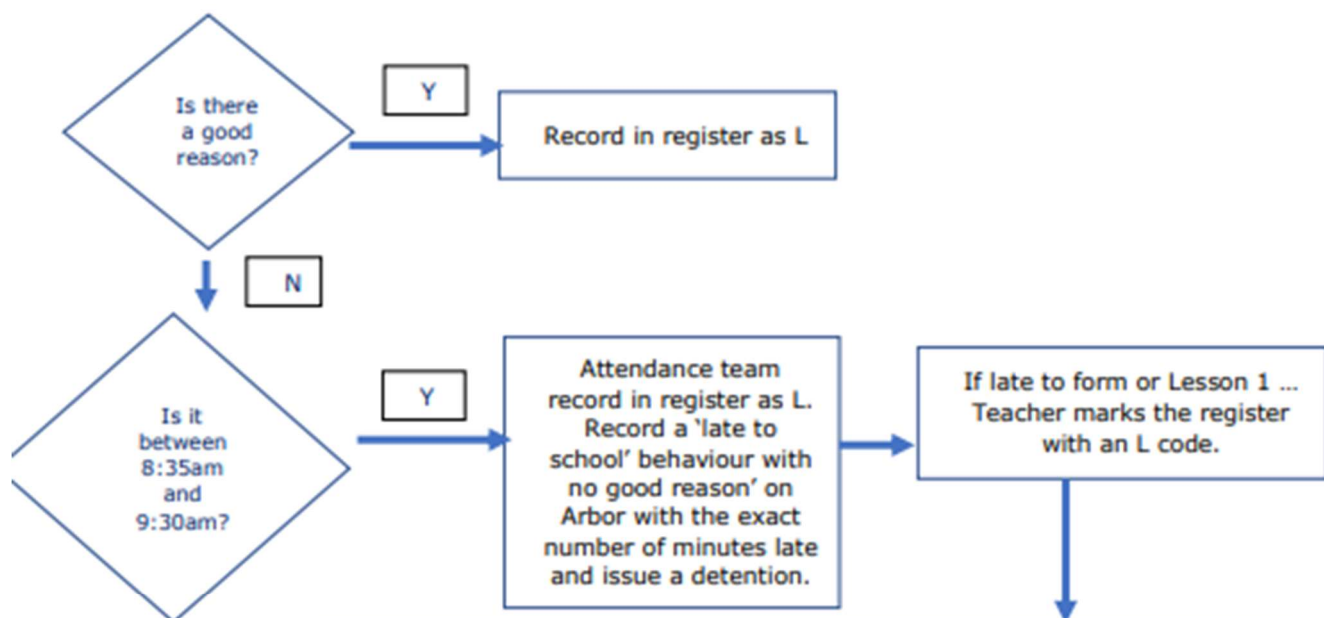 Is there
a good
reason?
Y
Record in register as L
N
Is it
between
8:35am
and
9:30am?
Y
Attendance team
record in register as L.
Record a ‘late to
school’ behaviour with
no good reason’ on
Arbor with the exact
number of minutes late
and issue a detention.
If late to form or Lesson 1 ...
Teacher marks the register
with an L code.